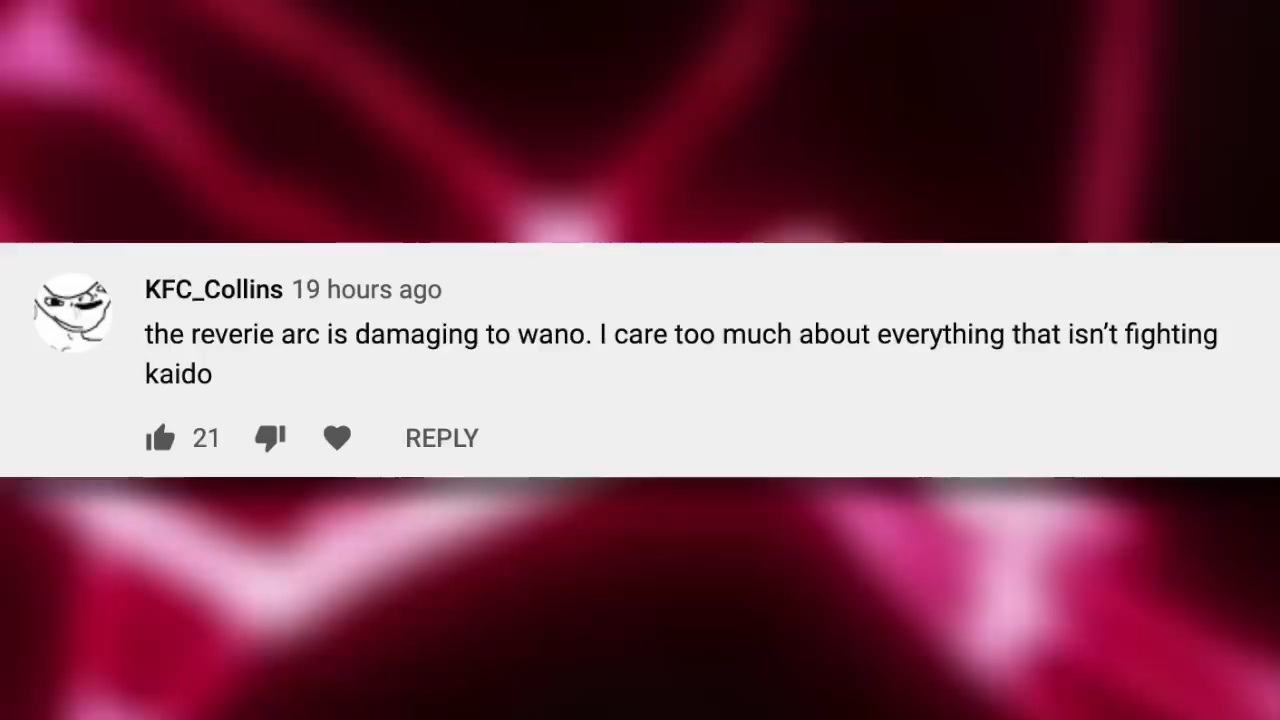 KFC_Collins 19 hours ago
the reverie arc is damaging to wano. I care too much about everything that isn’t fighting
kaido
21 REPLY